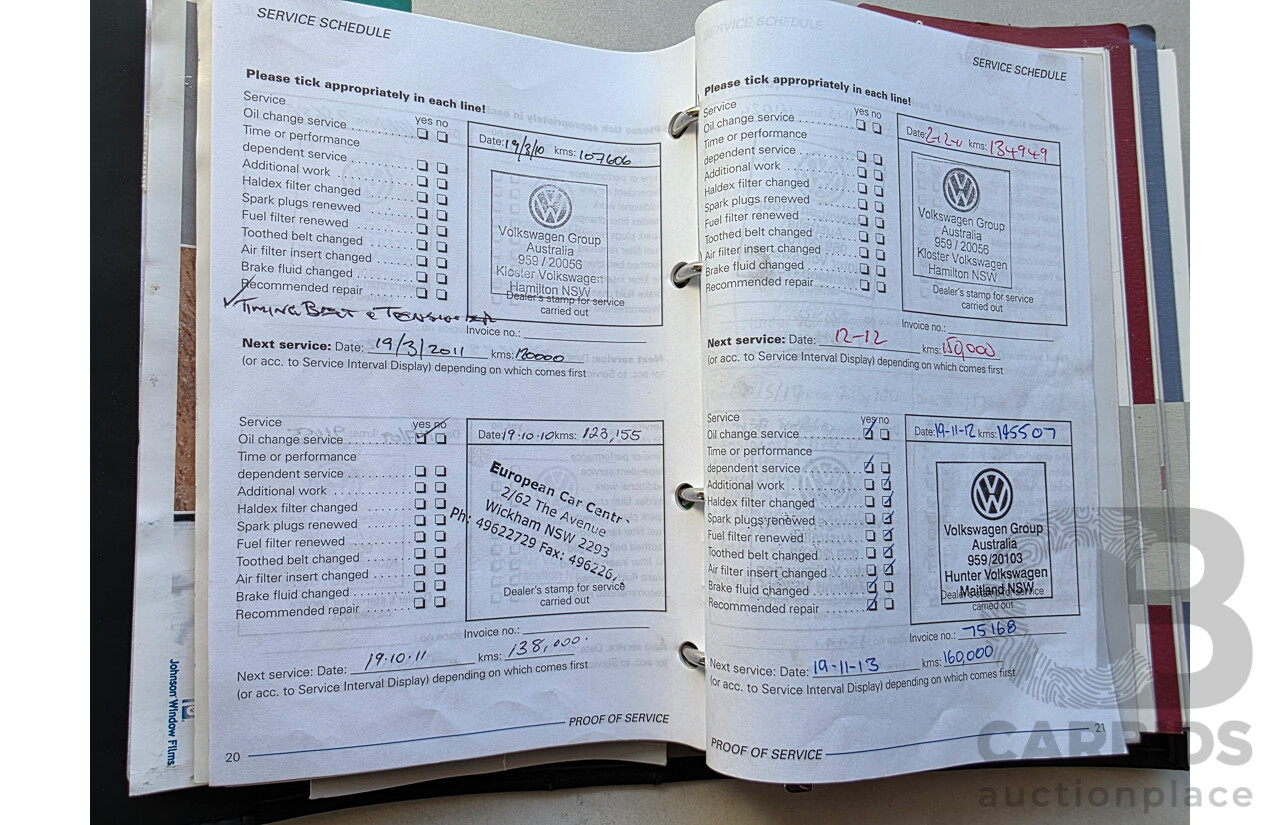 SERVICE SCHEDULE
Please tick appropriately in each line!
Service
yes no
Oil change service
Time or performance
dependent service
Additional work
Haldex filter changed
Spark plugs renewed
Fuel filter renewed
Toothed belt changed
Air filter insert changed
Brake fluid changed
Recommended repair
TIMING BELT & TENSIONER
Date: 19/3/10 kms: 107606
Volkswagen Group
Australia
959 / 20056
Kloster Volkswagen
Hamilton NSW
Dealer's stamp for service
carried out
Invoice no.:
Next service: Date: 19/3/2011 kms: 120000
(or acc. to Service Interval Display) depending on which comes first
Service
yes no
Oil change service
Time or performance
dependent service
Additional work
Haldex filter changed
Spark plugs renewed
Fuel filter renewed
Toothed belt changed
Air filter insert changed
Brake fluid changed
Recommended repair
Date: 19.10.10 kms: 123,155
European Car Centr
2/62 The Avenue
Wickham NSW 2293
Ph: 49622729 Fax: 496226
Dealer's stamp for service
carried out
Invoice no.:
Next service: Date: 19.10.11 kms: 138,000.
(or acc. to Service Interval Display) depending on which comes first
PROOF OF SERVICE
20
SERVICE SCHEDULE
Please tick appropriately in each line!
Service
yes no
Oil change service
Time or performance
dependent service
Additional work
Haldex filter changed
Spark plugs renewed
Fuel filter renewed
Toothed belt changed
Air filter insert changed
Brake fluid changed
Recommended repair
Date: kms: 134949
Volkswagen Group
Australia
959 / 20056
Kloster Volkswagen
Hamilton NSW
Dealer's stamp for service
carried out
Invoice no.:
Next service: Date: 12-12 kms: 150,000
(or acc. to Service Interval Display) depending on which comes first
Service
yes no
Oil change service
Time or performance
dependent service
Additional work
Haldex filter changed
Spark plugs renewed
Fuel filter renewed
Toothed belt changed
Air filter insert changed
Brake fluid changed
Recommended repair
Date: 19-11-12 kms: 145507
Volkswagen Group
Australia
959/20103
Hunter Volkswagen
Maitland NSW
Dealer's stamp for service
carried out
Invoice no.: 75168
Next service: Date: 19-11-13 kms: 160,000
(or acc. to Service Interval Display) depending on which comes first
21
PROOF OF SERVICE
Johnson Window Films
CARBIDS
auctionplace